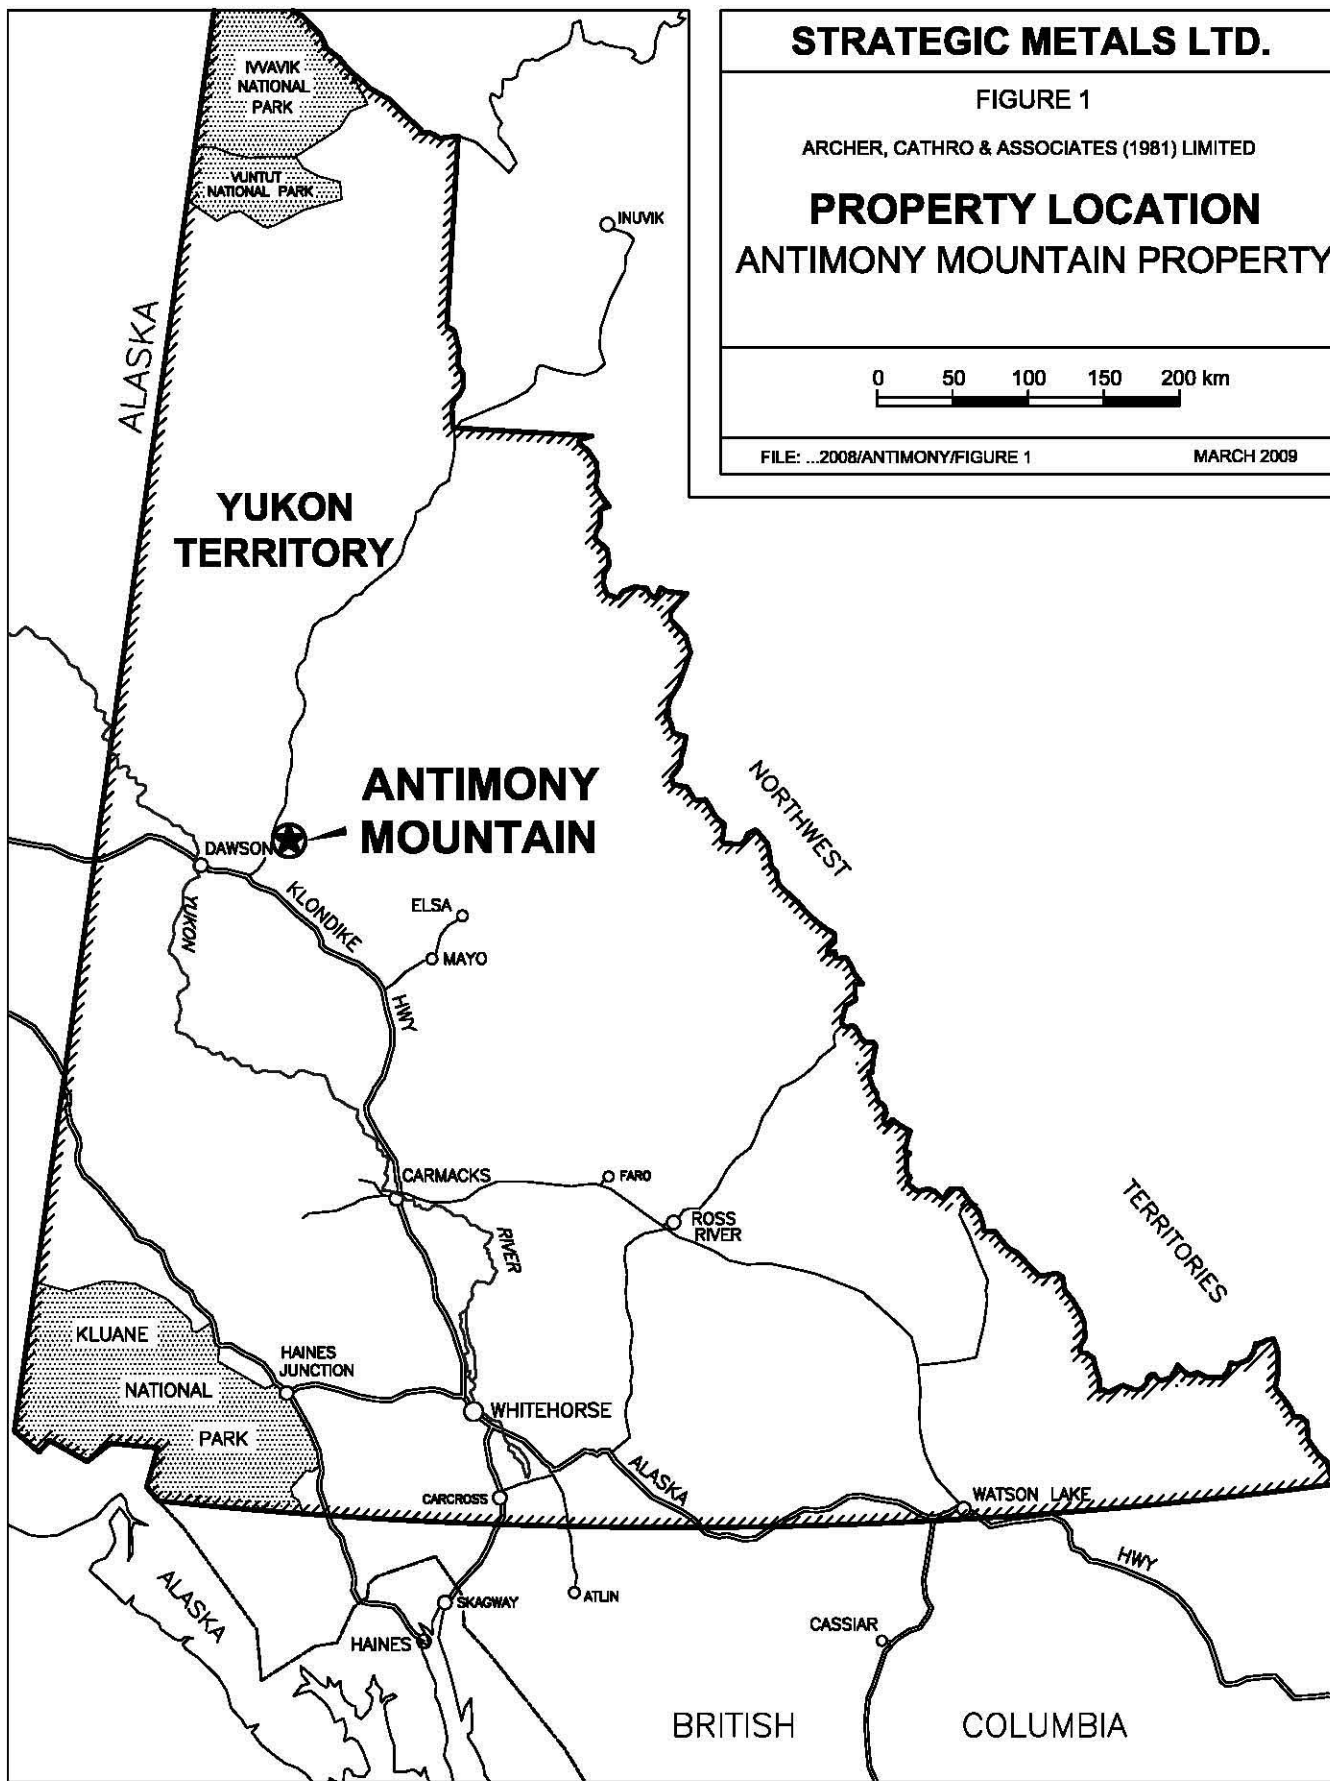 STRATEGIC METALS LTD.
FIGURE 1
ARCHER, CATHRO & ASSOCIATES (1981) LIMITED
PROPERTY LOCATION
ANTIMONY MOUNTAIN PROPERTY
0 50 100 150 200 km
FILE: ...2008/ANTIMONY/FIGURE 1
MARCH 2009
IVVAVIK
NATIONAL
PARK
VUNTUT
NATIONAL PARK
INUVIK
ALASKA
YUKON
TERRITORY
ANTIMONY
MOUNTAIN
NORTHWEST
DAWSON
KLONDIKE
YUKON
ELSA
MAYO
HWY
CARMACKS
FARO
ROSS
RIVER
RIVER
TERRITORIES
KLUANE
NATIONAL
PARK
HAINES
JUNCTION
WHITEHORSE
ALASKA
CARCROSS
WATSON LAKE
HWY
ALASKA
SKAGWAY
ATLIN
HAINES
CASSIAR
BRITISH COLUMBIA